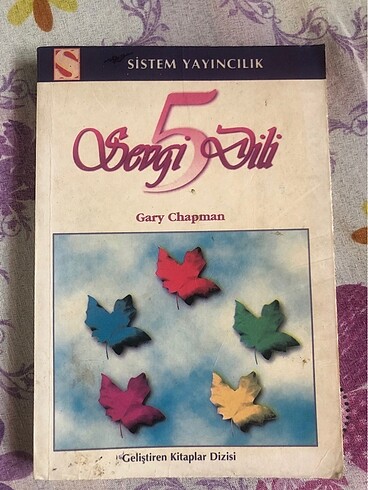 S
SİSTEM YAYINCILIK
5
Sevgi Dili
Gary Chapman
Geliştiren Kitaplar Dizisi